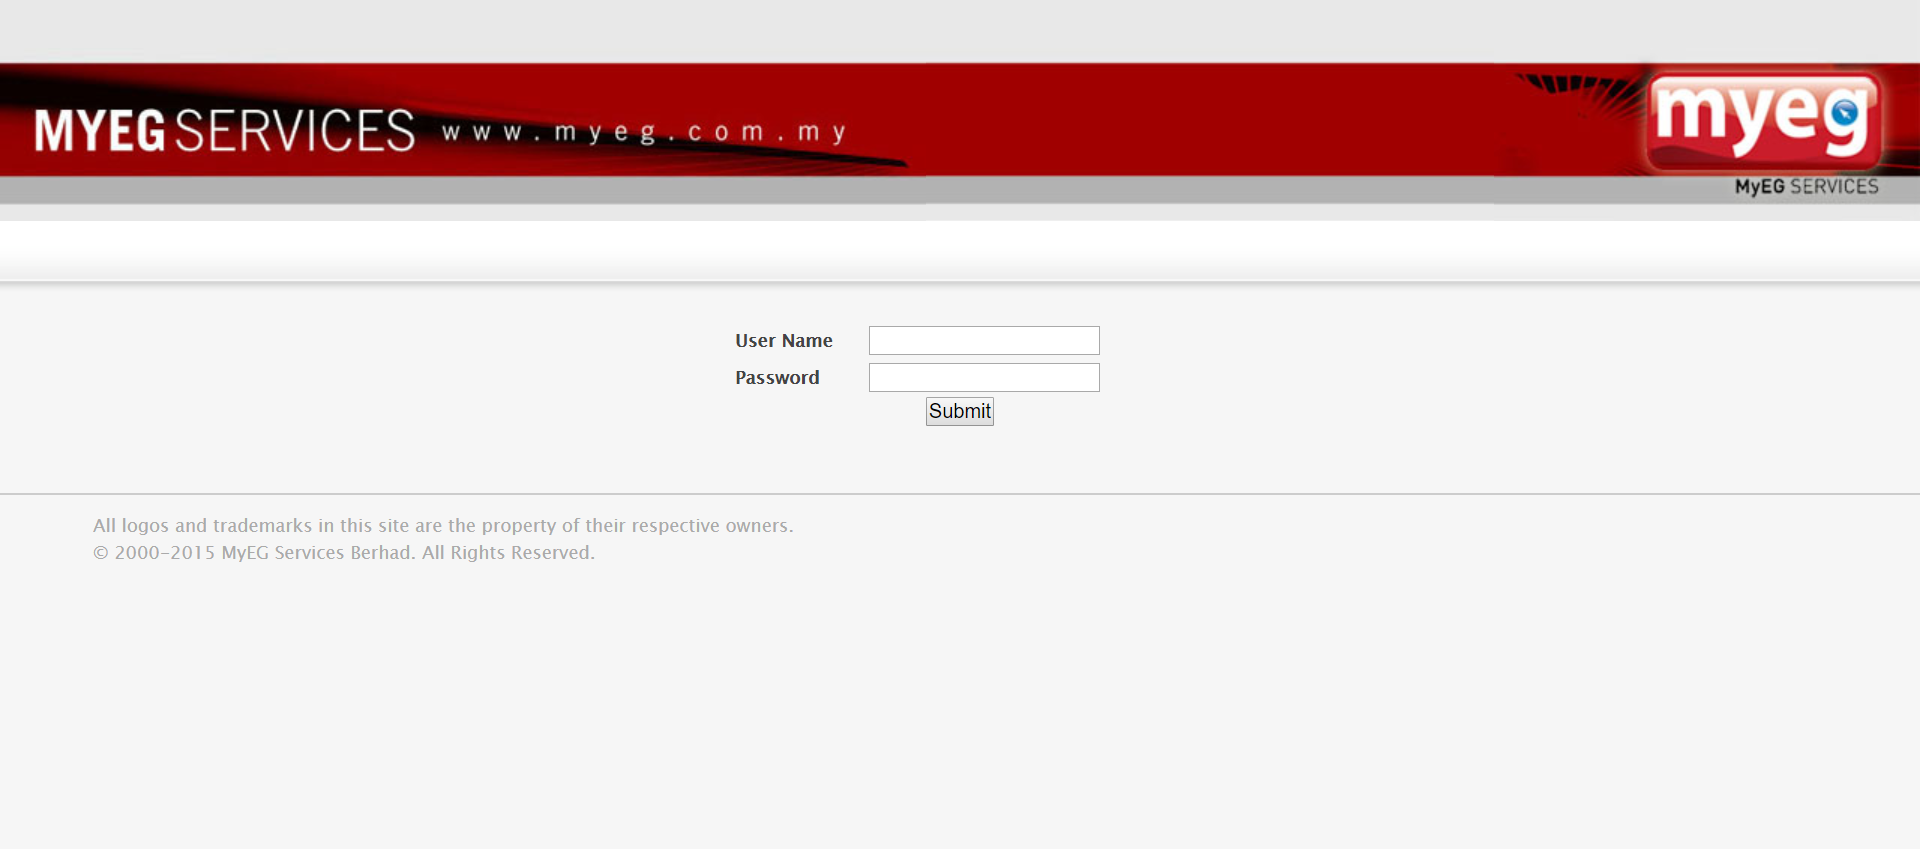 MYEG SERVICES www.myeg.com.my
myeg
MyEG SERVICES
User Name
Password
Submit
All logos and trademarks in this site are the property of their respective owners.
© 2000-2015 MyEG Services Berhad. All Rights Reserved.